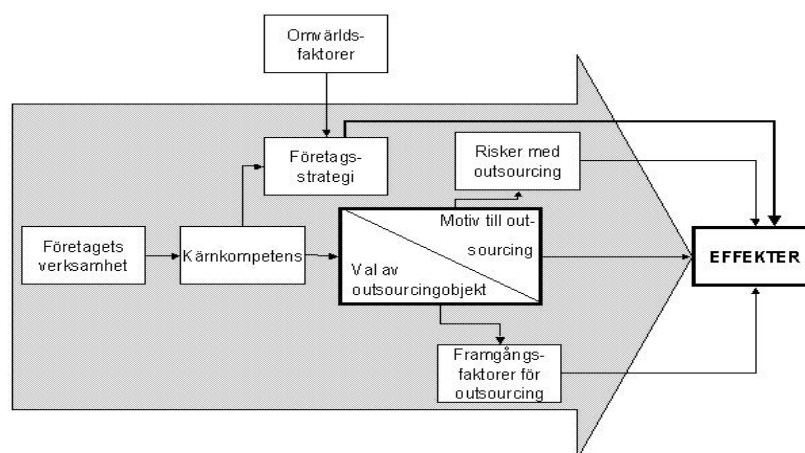 Omvärlds-
faktorer
Företags-
strategi
Risker med
outsourcing
Företagets
verksamhet
Kärnkompetens
Motiv till out-
sourcing
Val av
outsourcingobjekt
EFFEKTER
Framgångs-
faktorer för
outsourcing